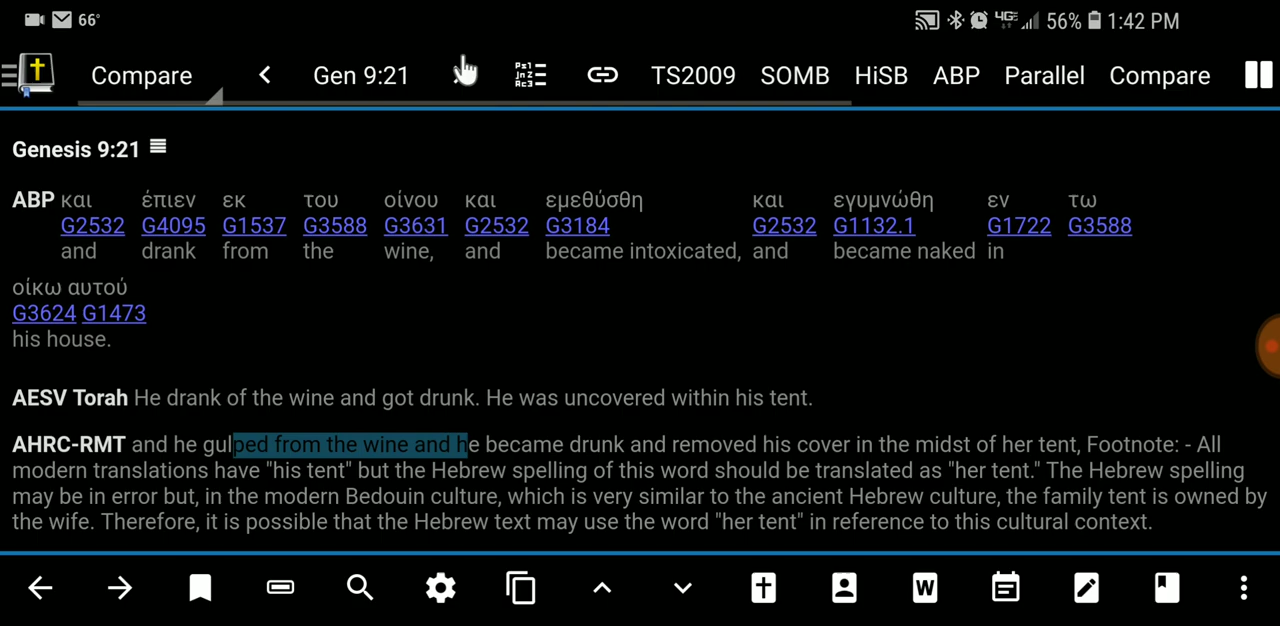 66° 56% 1:42 PM
Compare Gen 9:21 TS2009 SOMB HiSB ABP Parallel Compare
Genesis 9:21
ABP και έπιεν εκ του οίνου και εμεθύσθη και εγυμνώθη εν τω
G2532 G4095 G1537 G3588 G3631 G2532 G3184 G2532 G1132.1 G1722 G3588
and drank from the wine, and became intoxicated, and became naked in
οίκω αυτού
G3624 G1473
his house.
AESV Torah He drank of the wine and got drunk. He was uncovered within his tent.
AHRC-RMT and he gulped from the wine and he became drunk and removed his cover in the midst of her tent, Footnote: - All
modern translations have "his tent" but the Hebrew spelling of this word should be translated as "her tent." The Hebrew spelling
may be in error but, in the modern Bedouin culture, which is very similar to the ancient Hebrew culture, the family tent is owned by
the wife. Therefore, it is possible that the Hebrew text may use the word "her tent" in reference to this cultural context.
W